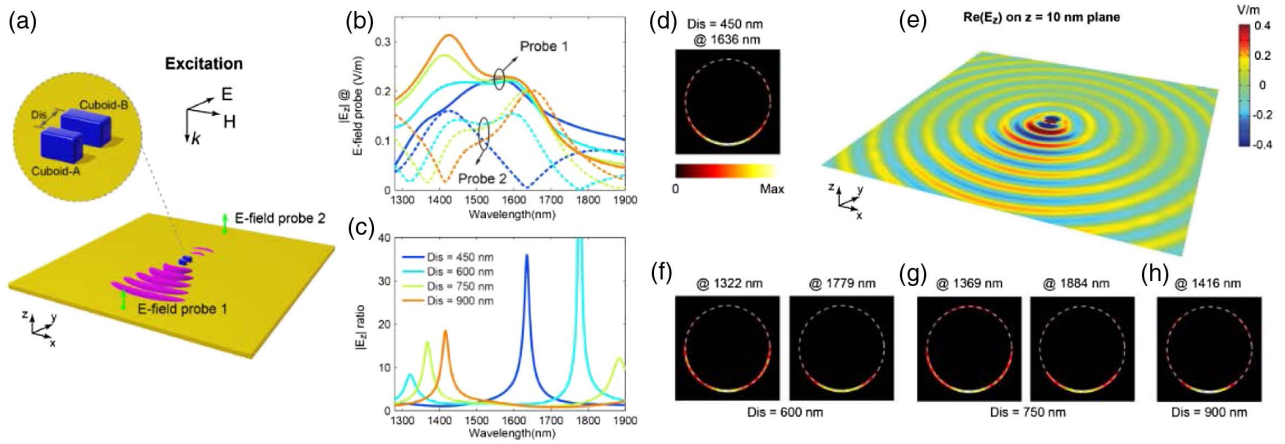 (a)
Excitation
Dis
Cuboid-B
Cuboid-A
E
H
k
E-field probe 2
E-field probe 1
z
y
x
(b)
|Ez| @
E-field probe (V/m)
0.3
0.2
0.1
0
Probe 1
Probe 2
1300 1400 1500 1600 1700 1800 1900
Wavelength(nm)
(c)
|Ez| ratio
40
30
20
10
0
Dis = 450 nm
Dis = 600 nm
Dis = 750 nm
Dis = 900 nm
1300 1400 1500 1600 1700 1800 1900
Wavelength(nm)
(d)
Dis = 450 nm
@ 1636 nm
0 Max
(e)
Re(Ez) on z = 10 nm plane
V/m
0.4
0.2
0
-0.2
-0.4
z
y
x
(f)
@ 1322 nm @ 1779 nm
Dis = 600 nm
(g)
@ 1369 nm @ 1884 nm
Dis = 750 nm
(h)
@ 1416 nm
Dis = 900 nm